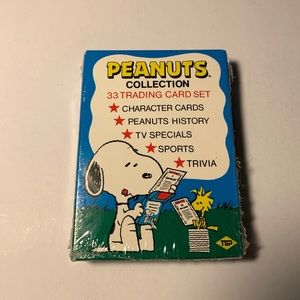 PEANUTS
COLLECTION
33 TRADING CARD SET
★ CHARACTER CARDS
★ PEANUTS HISTORY
★ TV SPECIALS
★ SPORTS
★ TRIVIA